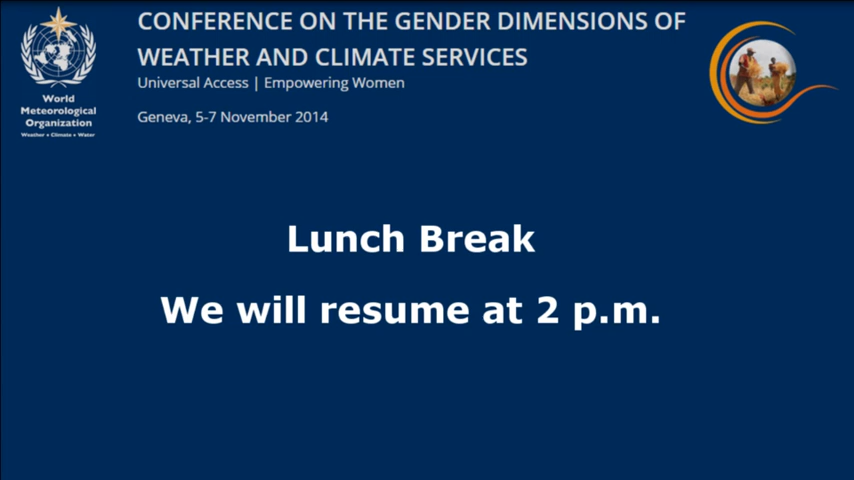 CONFERENCE ON THE GENDER DIMENSIONS OF
WEATHER AND CLIMATE SERVICES
Universal Access | Empowering Women
Geneva, 5-7 November 2014
World
Meteorological
Organization
Weather • Climate • Water
Lunch Break
We will resume at 2 p.m.